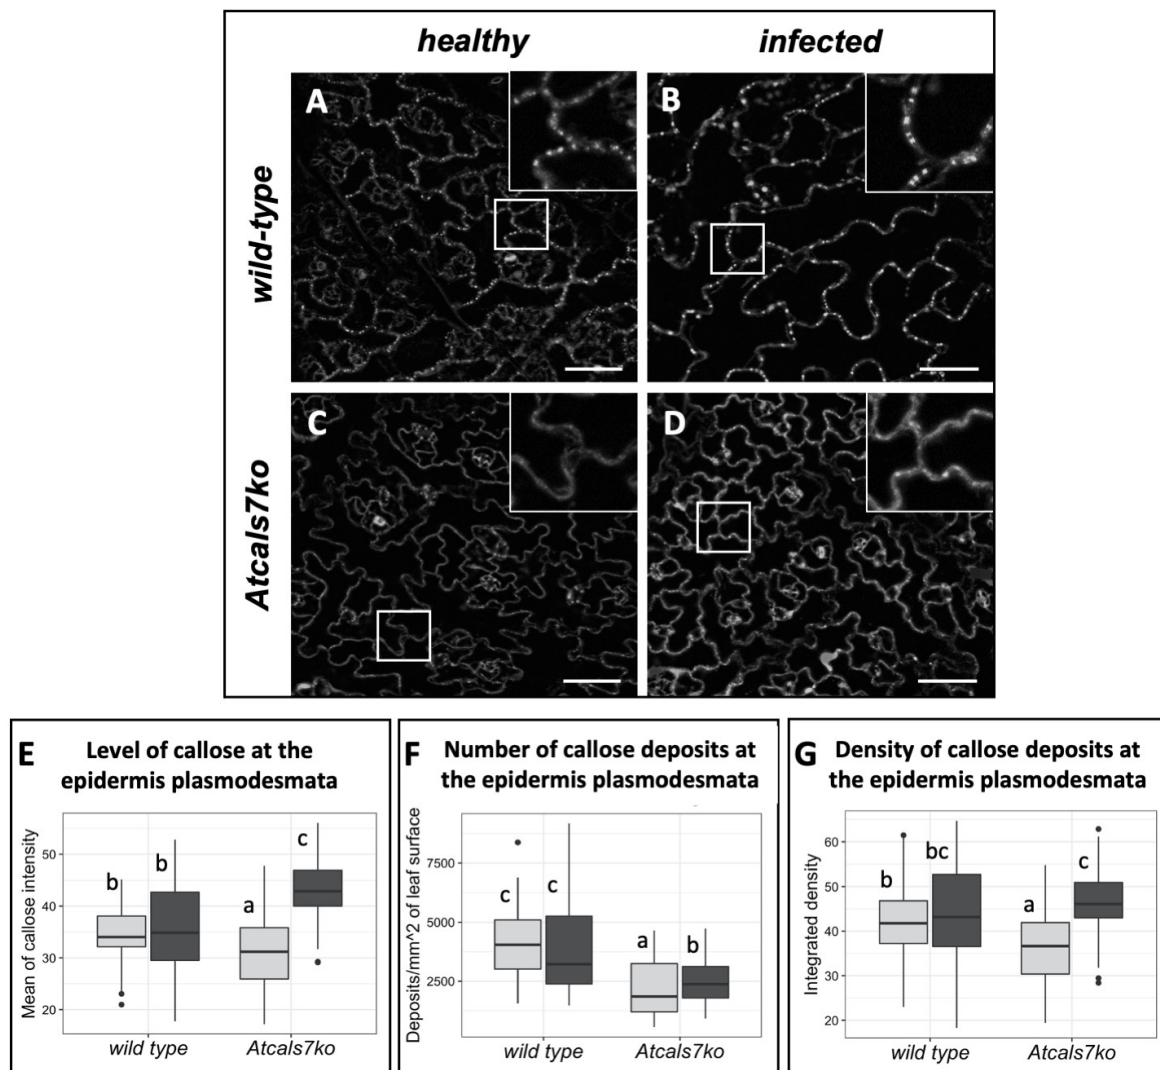 healthy
infected
wild-type
A
B
Atcals7ko
C
D
E Level of callose at the
epidermis plasmodesmata
Mean of callose intensity
50
40
30
20
b
b
a
c
wild type
Atcals7ko
F Number of callose deposits at
the epidermis plasmodesmata
Deposits/mm^2 of leaf surface
7500
5000
2500
c
c
a
b
wild type
Atcals7ko
G Density of callose deposits at
the epidermis plasmodesmata
Integrated density
60
50
40
30
20
b
bc
a
c
wild type
Atcals7ko